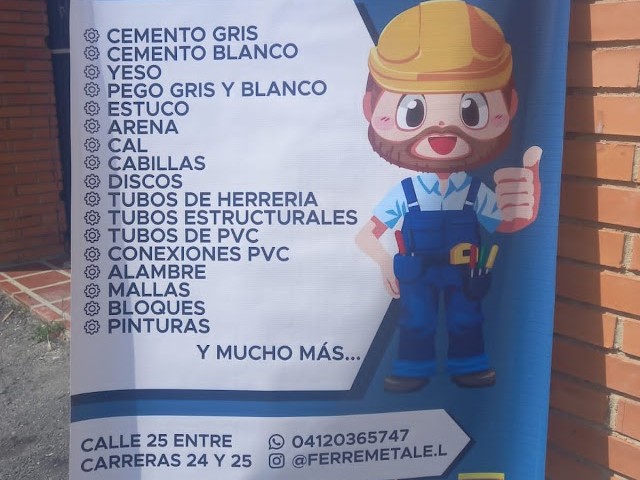 CEMENTO GRIS
CEMENTO BLANCO
YESO
PEGO GRIS Y BLANCO
ESTUCO
ARENA
CAL
CABILLAS
DISCOS
TUBOS DE HERRERIA
TUBOS ESTRUCTURALES
TUBOS DE PVC
CONEXIONES PVC
ALAMBRE
MALLAS
BLOQUES
PINTURAS
Y MUCHO MÁS...
CALLE 25 ENTRE
CARRERAS 24 Y 25
04120365747
@FERREMETALE.L